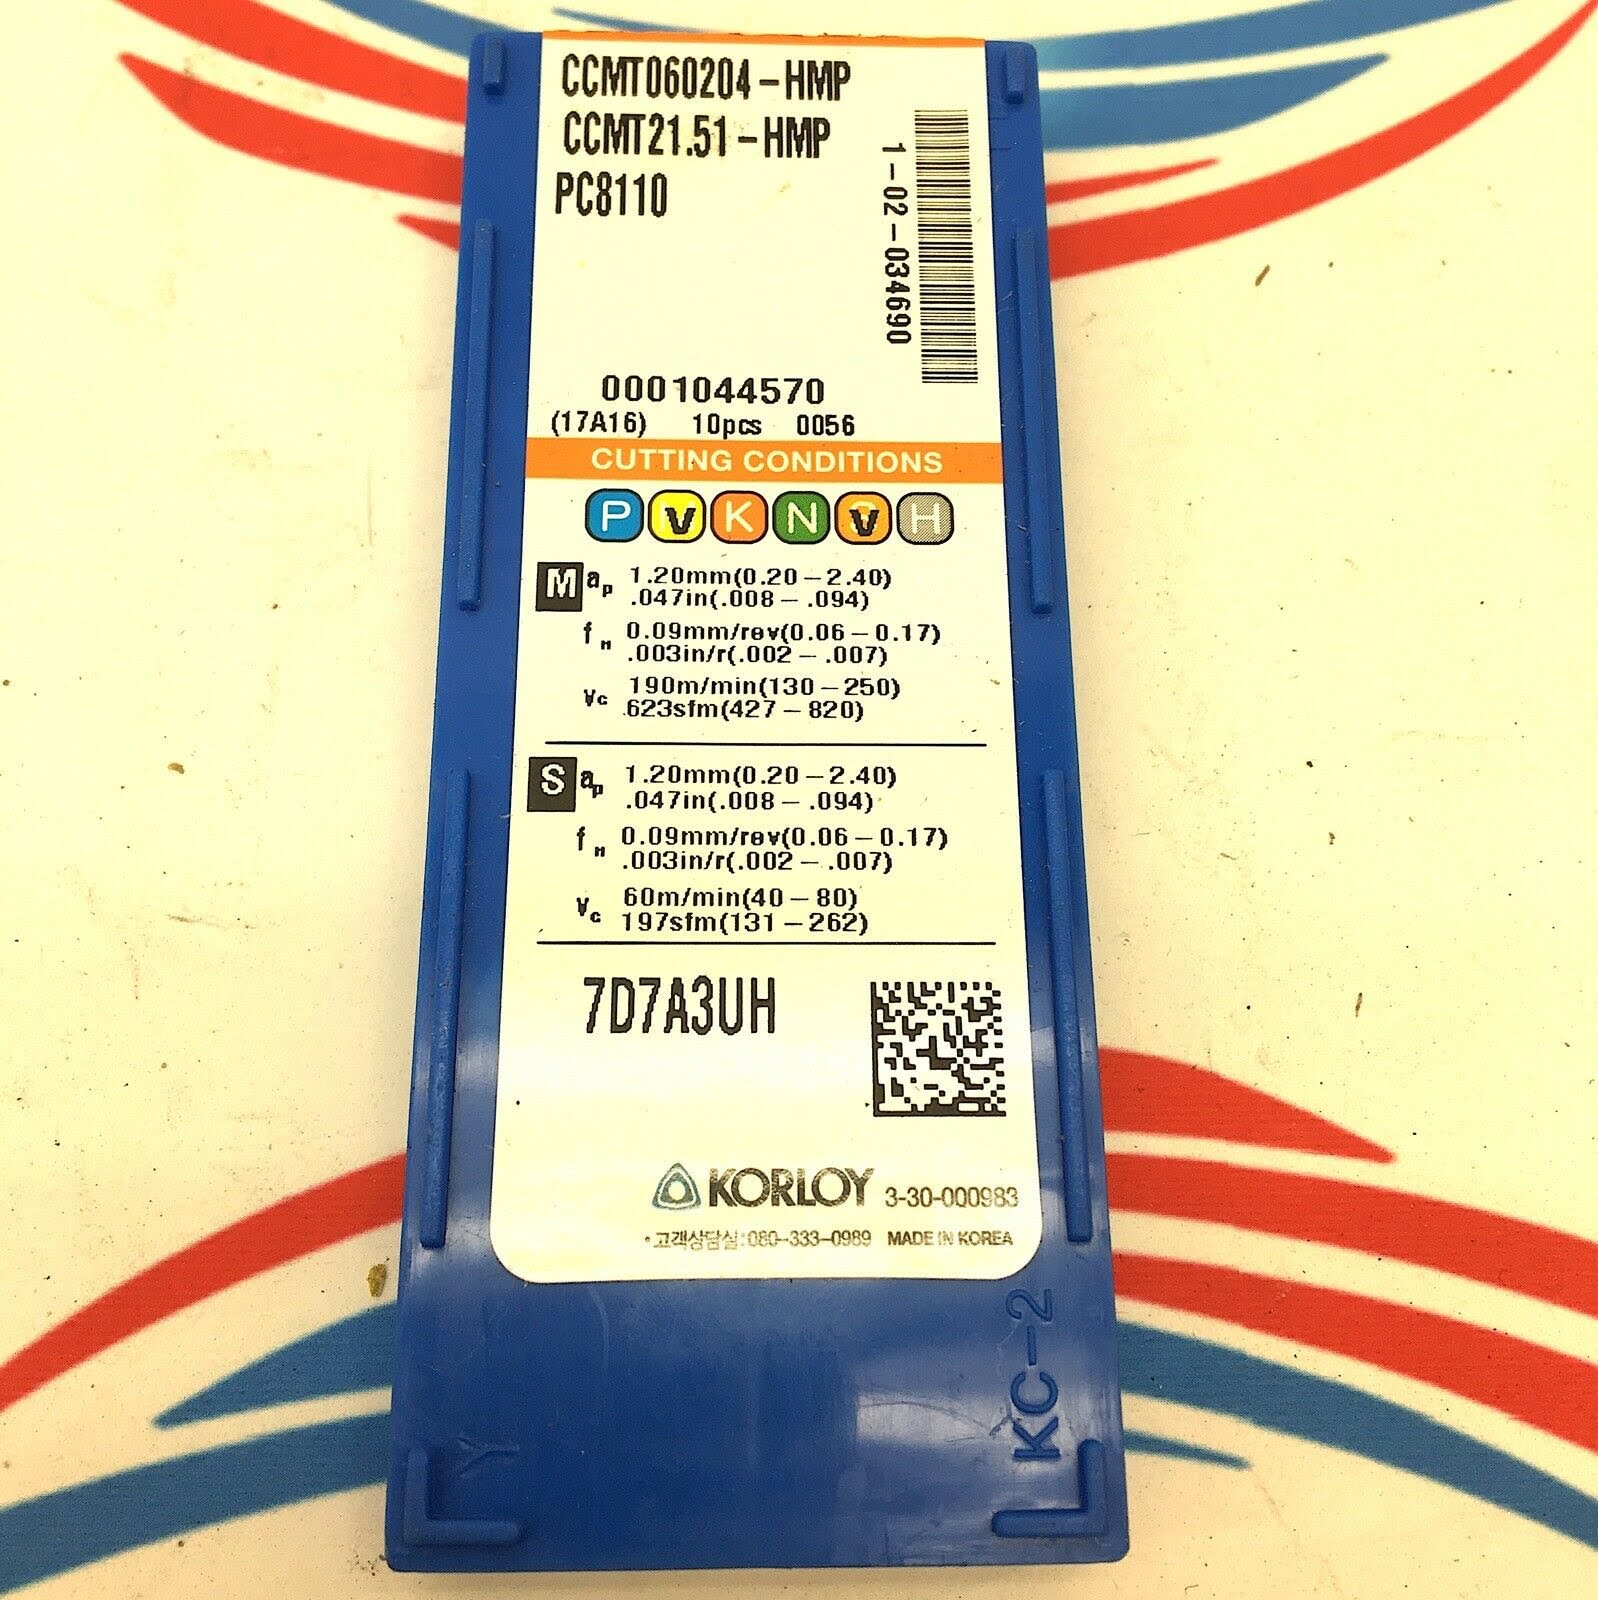 CCMT060204-HMP
CCMT21.51-HMP
PC8110
1-02-034690
0001044570
(17A16) 10pcs 0056
CUTTING CONDITIONS
P V K N V H
M ap 1.20mm(0.20-2.40)
.047in(.008-.094)
fn 0.09mm/rev(0.06-0.17)
.003in/r(.002-.007)
vc 190m/min(130-250)
623sfm(427-820)
S ap 1.20mm(0.20-2.40)
.047in(.008-.094)
fn 0.09mm/rev(0.06-0.17)
.003in/r(.002-.007)
vc 60m/min(40-80)
197sfm(131-262)
7D7A3UH
KORLOY 3-30-000983
•고객상담실:080-333-0989 MADE IN KOREA
KC-2
Y